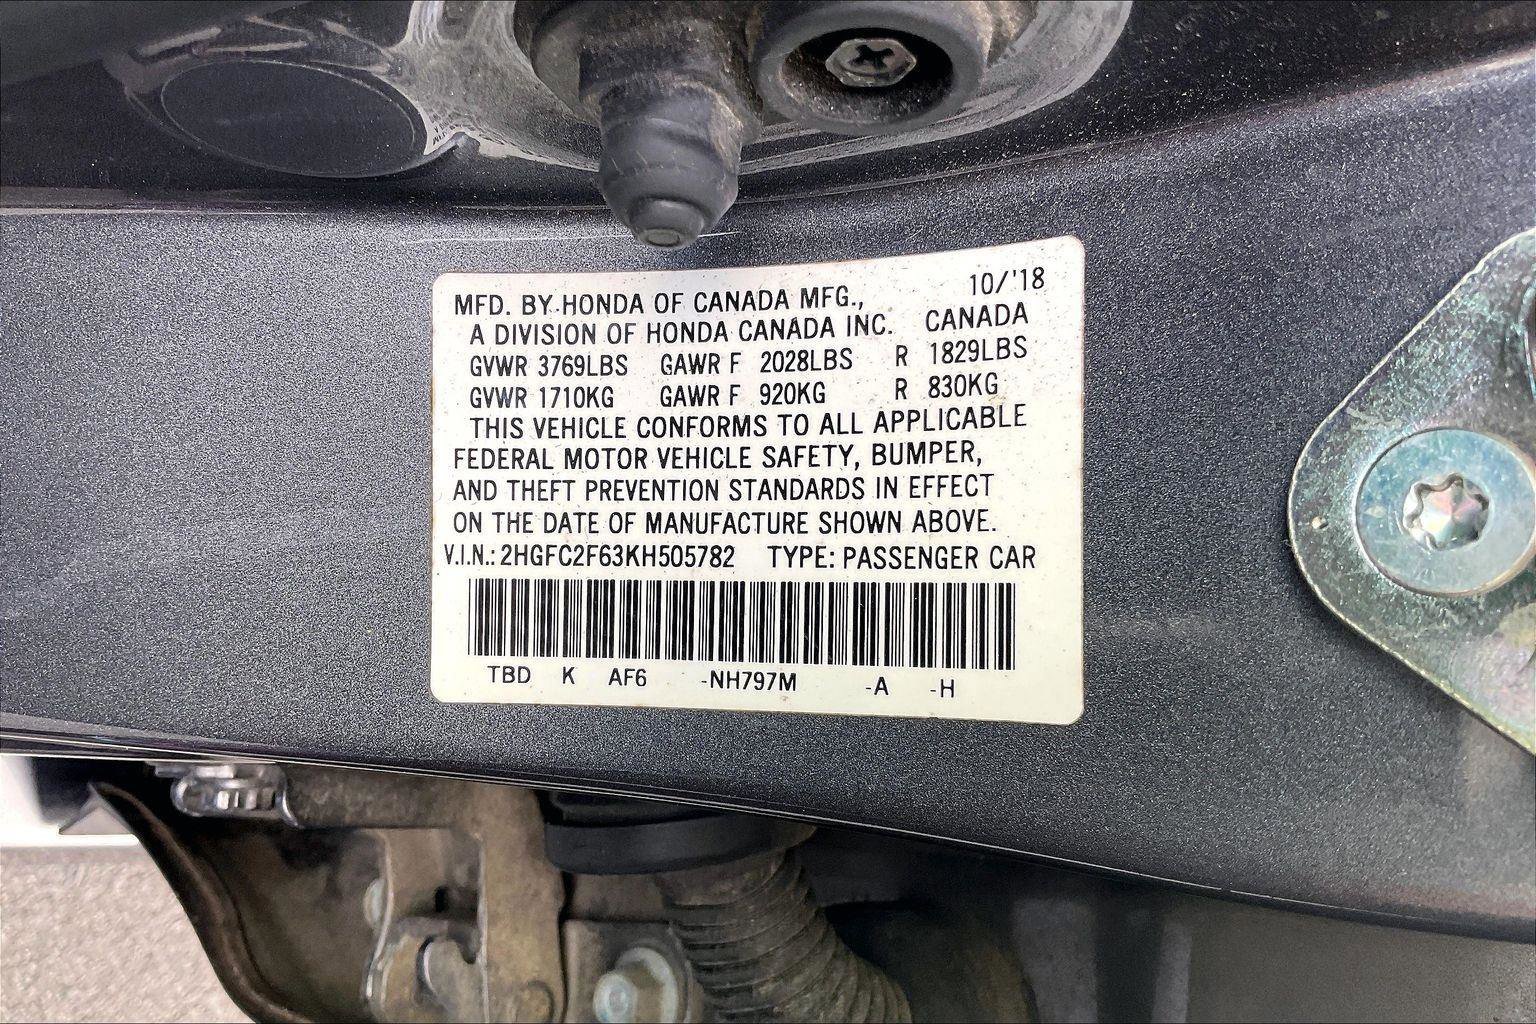 10/'18
MFD. BY HONDA OF CANADA MFG.,
A DIVISION OF HONDA CANADA INC. CANADA
GVWR 3769LBS GAWR F 2028LBS R 1829LBS
GVWR 1710KG GAWR F 920KG R 830KG
THIS VEHICLE CONFORMS TO ALL APPLICABLE
FEDERAL MOTOR VEHICLE SAFETY, BUMPER,
AND THEFT PREVENTION STANDARDS IN EFFECT
ON THE DATE OF MANUFACTURE SHOWN ABOVE.
V.I.N.: 2HGFC2F63KH505782 TYPE: PASSENGER CAR
TBD K AF6 -NH797M -A -H